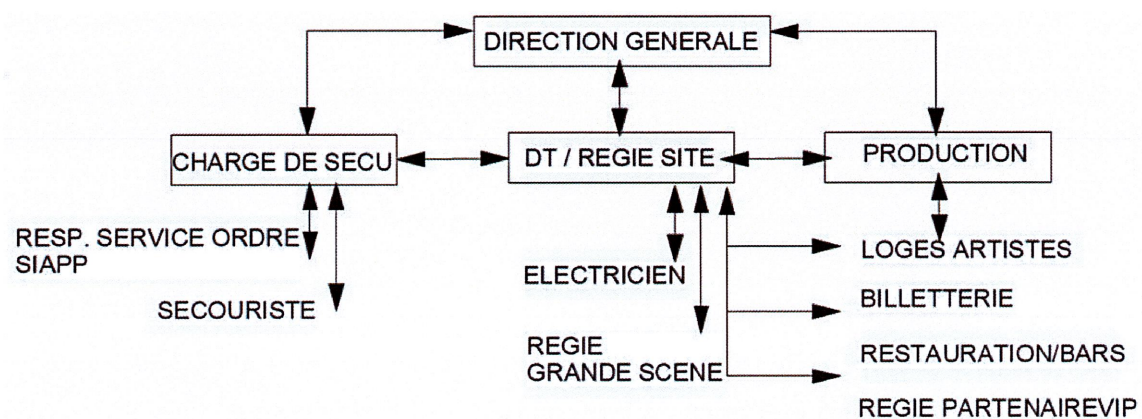 DIRECTION GENERALE
CHARGE DE SECU
DT / REGIE SITE
PRODUCTION
RESP. SERVICE ORDRE
SIAPP
SECOURISTE
ELECTRICIEN
REGIE
GRANDE SCENE
LOGES ARTISTES
BILLETTERIE
RESTAURATION/BARS
REGIE PARTENAIREVIP